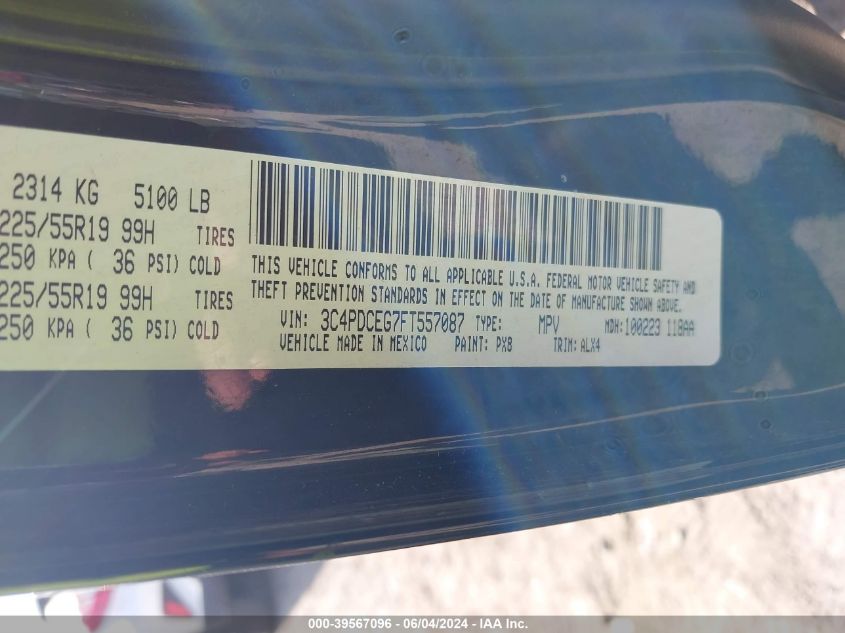 2314 KG 5100 LB
225/55R19 99H TIRES
250 KPA ( 36 PSI) COLD
225/55R19 99H TIRES
250 KPA ( 36 PSI) COLD
THIS VEHICLE CONFORMS TO ALL APPLICABLE U.S.A. FEDERAL MOTOR VEHICLE SAFETY AND
THEFT PREVENTION STANDARDS IN EFFECT ON THE DATE OF MANUFACTURE SHOWN ABOVE.
VIN: 3C4PDCEG7FT557087 TYPE: MPV MDH: 100223 118AA
VEHICLE MADE IN MEXICO PAINT: PX8 TRIM: ALX4
000-39567096 - 06/04/2024 - IAA Inc.